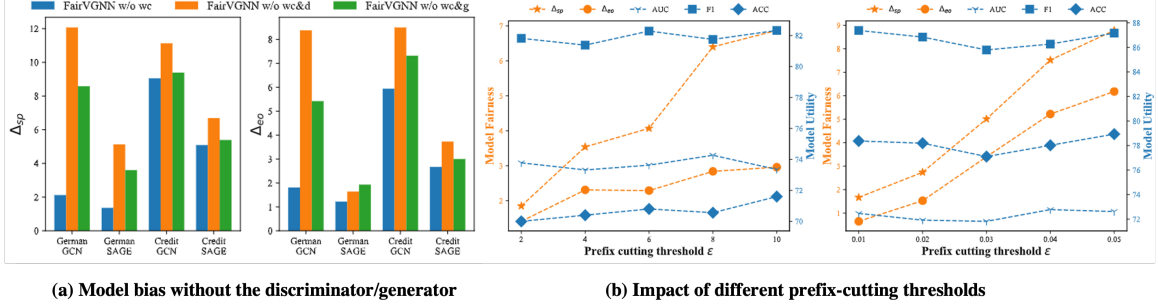 FairVGNN w/o wc FairVGNN w/o wc&d FairVGNN w/o wc&g
12
10
8
6
4
2
0
Δsp
German GCN
German SAGE
Credit GCN
Credit SAGE
8
7
6
5
4
3
2
1
0
Δeo
German GCN
German SAGE
Credit GCN
Credit SAGE
Δsp Δeo AUC F1 ACC
7
6
5
4
3
2
Model Fairness
82
80
78
76
74
72
70
Model Utility
2 4 6 8 10
Prefix cutting threshold ε
Δsp Δeo AUC F1 ACC
9
8
7
6
5
4
3
2
1
Model Fairness
88
86
84
82
80
78
76
74
72
Model Utility
0.01 0.02 0.03 0.04 0.05
Prefix cutting threshold ε
(a) Model bias without the discriminator/generator
(b) Impact of different prefix-cutting thresholds